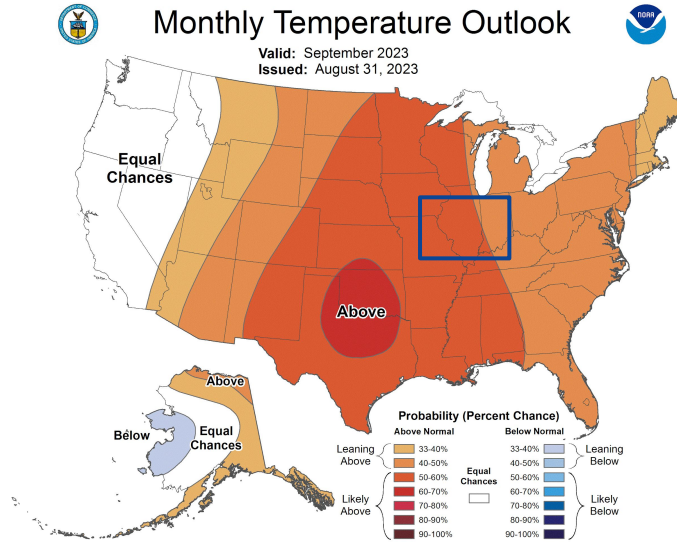 Monthly Temperature Outlook
NOAA
Valid: September 2023
Issued: August 31, 2023
Equal
Chances
Above
Above
Below
Equal
Chances
Probability (Percent Chance)
Above Normal
Below Normal
Leaning
Above
33-40%
40-50%
Likely
Above
50-60%
60-70%
70-80%
80-90%
90-100%
Equal
Chances
33-40%
40-50%
Leaning
Below
50-60%
60-70%
70-80%
80-90%
90-100%
Likely
Below